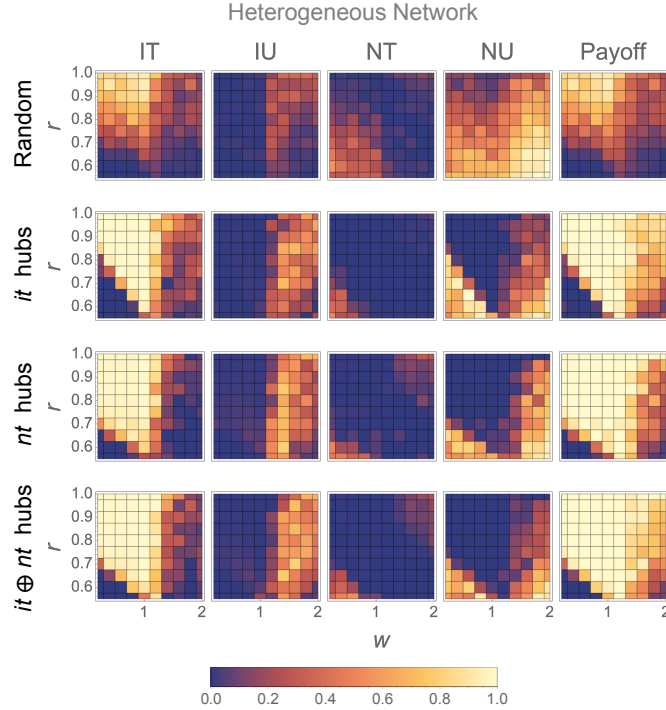 Heterogeneous Network
IT IU NT NU Payoff
Random
r
1.0
0.9
0.8
0.7
0.6
it hubs
r
1.0
0.9
0.8
0.7
0.6
nt hubs
r
1.0
0.9
0.8
0.7
0.6
it ⊕ nt hubs
r
1.0
0.9
0.8
0.7
0.6
1 2 1 2 1 2 1 2 1 2
w
0.0 0.2 0.4 0.6 0.8 1.0